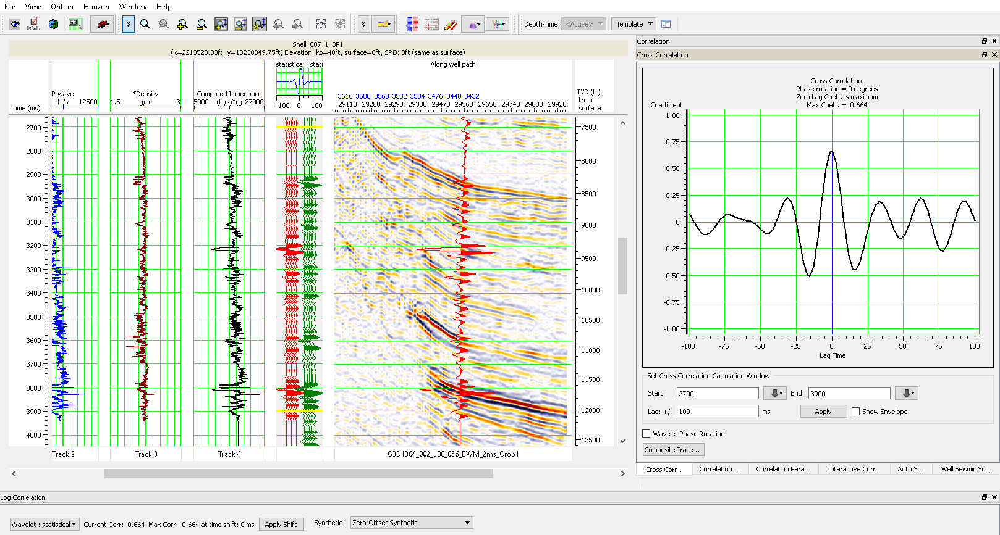 File View Option Horizon Window Help
Defaults
Depth-Time: <Active> Template
Shell_807_1_BP1
(x=2213523.03ft, y=10238849.75ft) Elevation: kb=48ft, surface=0ft, SRD: 0ft (same as surface)
Time (ms)
P-wave
ft/s 12500
*Density
1.5 g/cc 3
Computed Impedance
5000 (ft/s)*(g 27000
statistical : stati
-100 0 100
Along well path
3616 3588 3560 3532 3504 3476 3448 3432
29110 29200 29290 29380 29470 29560 29650 29740 29830 29920
TVD (ft)
from
surface
2700
2800
2900
3000
3100
3200
3300
3400
3500
3600
3700
3800
3900
4000
7500
8000
8500
9000
9500
10000
10500
11000
11500
12000
12500
Track 2 Track 3 Track 4 G3D1304_002_L88_056_BWM_2ms_Crop1
Correlation
Cross Correlation
Cross Correlation
Phase rotation = 0 degrees
Zero Lag Coeff. is maximum
Max Coeff. = 0.664
Coefficient
1.00
0.75
0.50
0.25
0
-0.25
-0.50
-0.75
-1.00
-100 -75 -50 -25 0 25 50 75 100
Lag Time
Set Cross Correlation Calculation Window:
Start : 2700 End: 3900
Lag: +/- 100 ms Apply Show Envelope
Wavelet Phase Rotation
Composite Trace ...
Cross Corr... Correlation ... Correlation Para... Interactive Corr... Auto S... Well Seismic Sc...
Log Correlation
Wavelet : statistical Current Corr: 0.664 Max Corr: 0.664 at time shift: 0 ms Apply Shift Synthetic : Zero-Offset Synthetic